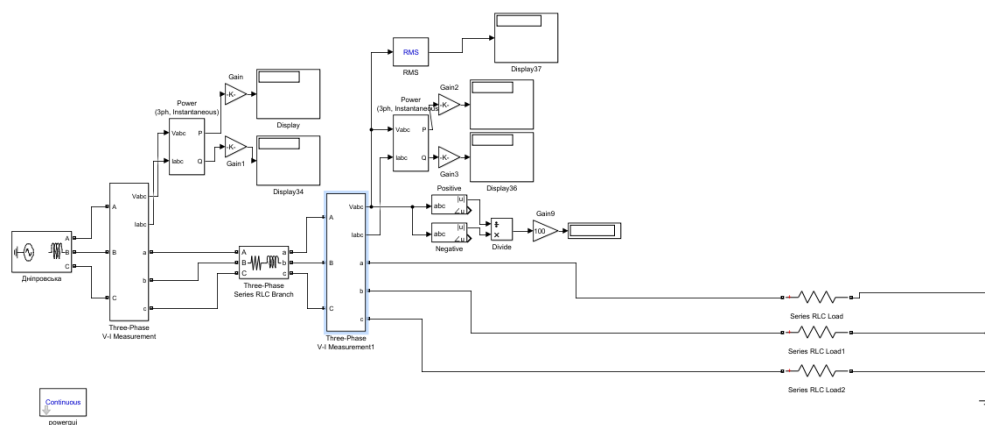 RMS
RMS
Display37
Gain
-K-
Display
Power
(3ph, Instantaneous)
Vabc
P
Iabc
Q
-K-
Gain1
Display34
Gain2
Power
(3ph, Instantaneous)
-K-
Vabc
P
Iabc
Q
-K-
Gain3
Display36
Positive
abc
|u|
∠u
abc
|u|
∠u
Negative
÷
×
Divide
Gain9
100
Vabc
Iabc
A
B
C
a
b
c
Three-Phase
V-I Measurement
A
B
C
Дніпровська
A
B
C
a
b
c
Three-Phase
Series RLC Branch
Vabc
Iabc
A
B
C
a
b
c
Three-Phase
V-I Measurement1
Series RLC Load
Series RLC Load1
Series RLC Load2
Continuous
powergui